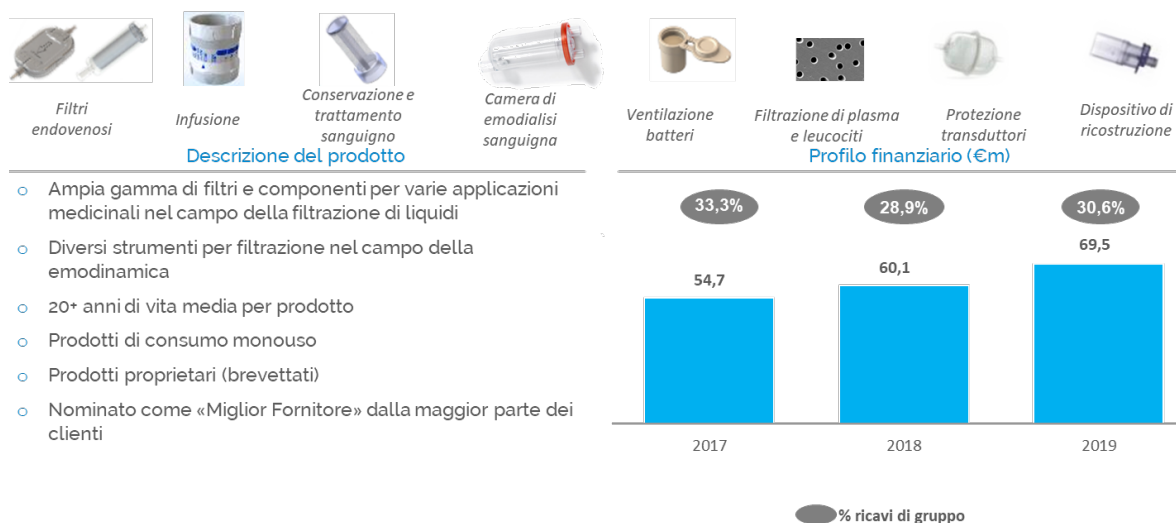 Filtri
endovenosi
Infusione
Conservazione e
trattamento
sanguigno
Camera di
emodialisi
sanguigna
Ventilazione
batteri
Filtrazione di plasma
e leucociti
Protezione
transduttori
Dispositivo di
ricostruzione
Descrizione del prodotto
Ampia gamma di filtri e componenti per varie applicazioni
medicinali nel campo della filtrazione di liquidi
Diversi strumenti per filtrazione nel campo della
emodinamica
20+ anni di vita media per prodotto
Prodotti di consumo monouso
Prodotti proprietari (brevettati)
Nominato come «Miglior Fornitore» dalla maggior parte dei
clienti
Profilo finanziario (€m)
33,3% 28,9% 30,6%
54,7 60,1 69,5
2017 2018 2019
% ricavi di gruppo